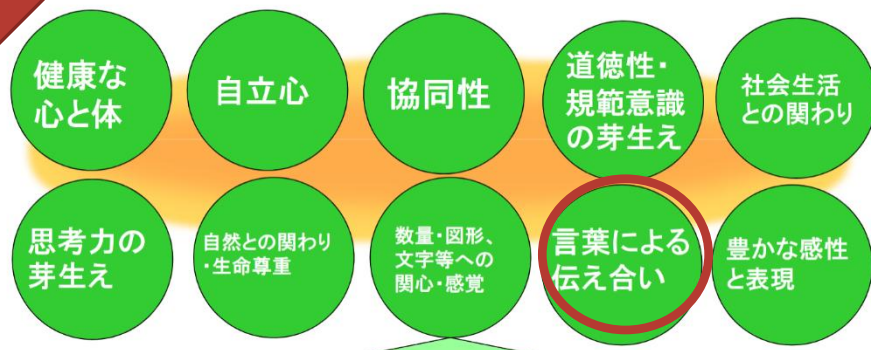 健康な
心と体
自立心
協同性
道徳性・
規範意識
の芽生え
社会生活
との関わり
思考力の
芽生え
自然との関わり
・生命尊重
数量・図形、
文字等への
関心・感覚
言葉による
伝え合い
豊かな感性
と表現